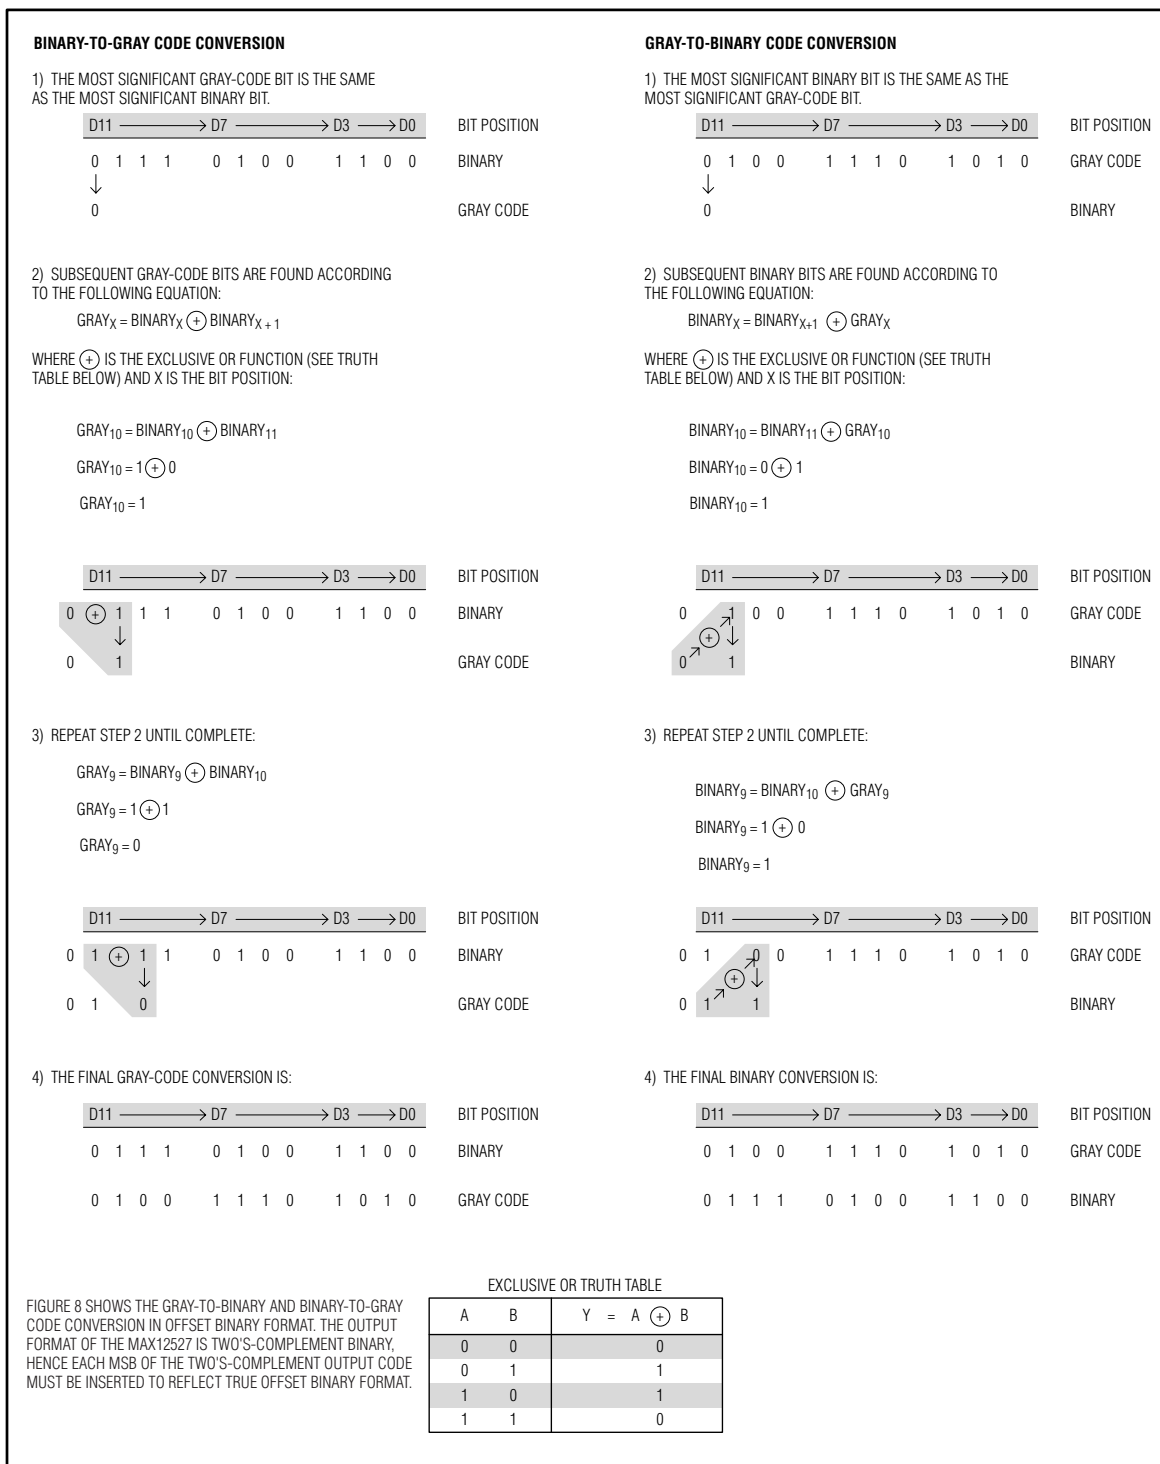 BINARY-TO-GRAY CODE CONVERSION
1) THE MOST SIGNIFICANT GRAY-CODE BIT IS THE SAME
AS THE MOST SIGNIFICANT BINARY BIT.
D11 → D7 → D3 → D0 BIT POSITION
0 1 1 1 0 1 0 0 1 1 0 0 BINARY
↓
0 GRAY CODE
2) SUBSEQUENT GRAY-CODE BITS ARE FOUND ACCORDING
TO THE FOLLOWING EQUATION:
GRAYX = BINARYX ⊕ BINARYX + 1
WHERE ⊕ IS THE EXCLUSIVE OR FUNCTION (SEE TRUTH
TABLE BELOW) AND X IS THE BIT POSITION:
GRAY10 = BINARY10 ⊕ BINARY11
GRAY10 = 1 ⊕ 0
GRAY10 = 1
D11 → D7 → D3 → D0 BIT POSITION
0 ⊕ 1 1 1 0 1 0 0 1 1 0 0 BINARY
↓
0 1 GRAY CODE
3) REPEAT STEP 2 UNTIL COMPLETE:
GRAY9 = BINARY9 ⊕ BINARY10
GRAY9 = 1 ⊕ 1
GRAY9 = 0
D11 → D7 → D3 → D0 BIT POSITION
0 1 ⊕ 1 1 0 1 0 0 1 1 0 0 BINARY
↓
0 1 0 GRAY CODE
4) THE FINAL GRAY-CODE CONVERSION IS:
D11 → D7 → D3 → D0 BIT POSITION
0 1 1 1 0 1 0 0 1 1 0 0 BINARY
0 1 0 0 1 1 1 0 1 0 1 0 GRAY CODE
GRAY-TO-BINARY CODE CONVERSION
1) THE MOST SIGNIFICANT BINARY BIT IS THE SAME AS THE
MOST SIGNIFICANT GRAY-CODE BIT.
D11 → D7 → D3 → D0 BIT POSITION
0 1 0 0 1 1 1 0 1 0 1 0 GRAY CODE
↓
0 BINARY
2) SUBSEQUENT BINARY BITS ARE FOUND ACCORDING TO
THE FOLLOWING EQUATION:
BINARYX = BINARYX+1 ⊕ GRAYX
WHERE ⊕ IS THE EXCLUSIVE OR FUNCTION (SEE TRUTH
TABLE BELOW) AND X IS THE BIT POSITION:
BINARY10 = BINARY11 ⊕ GRAY10
BINARY10 = 0 ⊕ 1
BINARY10 = 1
D11 → D7 → D3 → D0 BIT POSITION
0 1 0 0 1 1 1 0 1 0 1 0 GRAY CODE
⊕
0 1 BINARY
3) REPEAT STEP 2 UNTIL COMPLETE:
BINARY9 = BINARY10 ⊕ GRAY9
BINARY9 = 1 ⊕ 0
BINARY9 = 1
D11 → D7 → D3 → D0 BIT POSITION
0 1 0 0 1 1 1 0 1 0 1 0 GRAY CODE
⊕
0 1 1 BINARY
4) THE FINAL BINARY CONVERSION IS:
D11 → D7 → D3 → D0 BIT POSITION
0 1 0 0 1 1 1 0 1 0 1 0 GRAY CODE
0 1 1 1 0 1 0 0 1 1 0 0 BINARY
FIGURE 8 SHOWS THE GRAY-TO-BINARY AND BINARY-TO-GRAY
CODE CONVERSION IN OFFSET BINARY FORMAT. THE OUTPUT
FORMAT OF THE MAX12527 IS TWO'S-COMPLEMENT BINARY,
HENCE EACH MSB OF THE TWO'S-COMPLEMENT OUTPUT CODE
MUST BE INSERTED TO REFLECT TRUE OFFSET BINARY FORMAT.
EXCLUSIVE OR TRUTH TABLE
A B Y = A ⊕ B
0 0 0
0 1 1
1 0 1
1 1 0